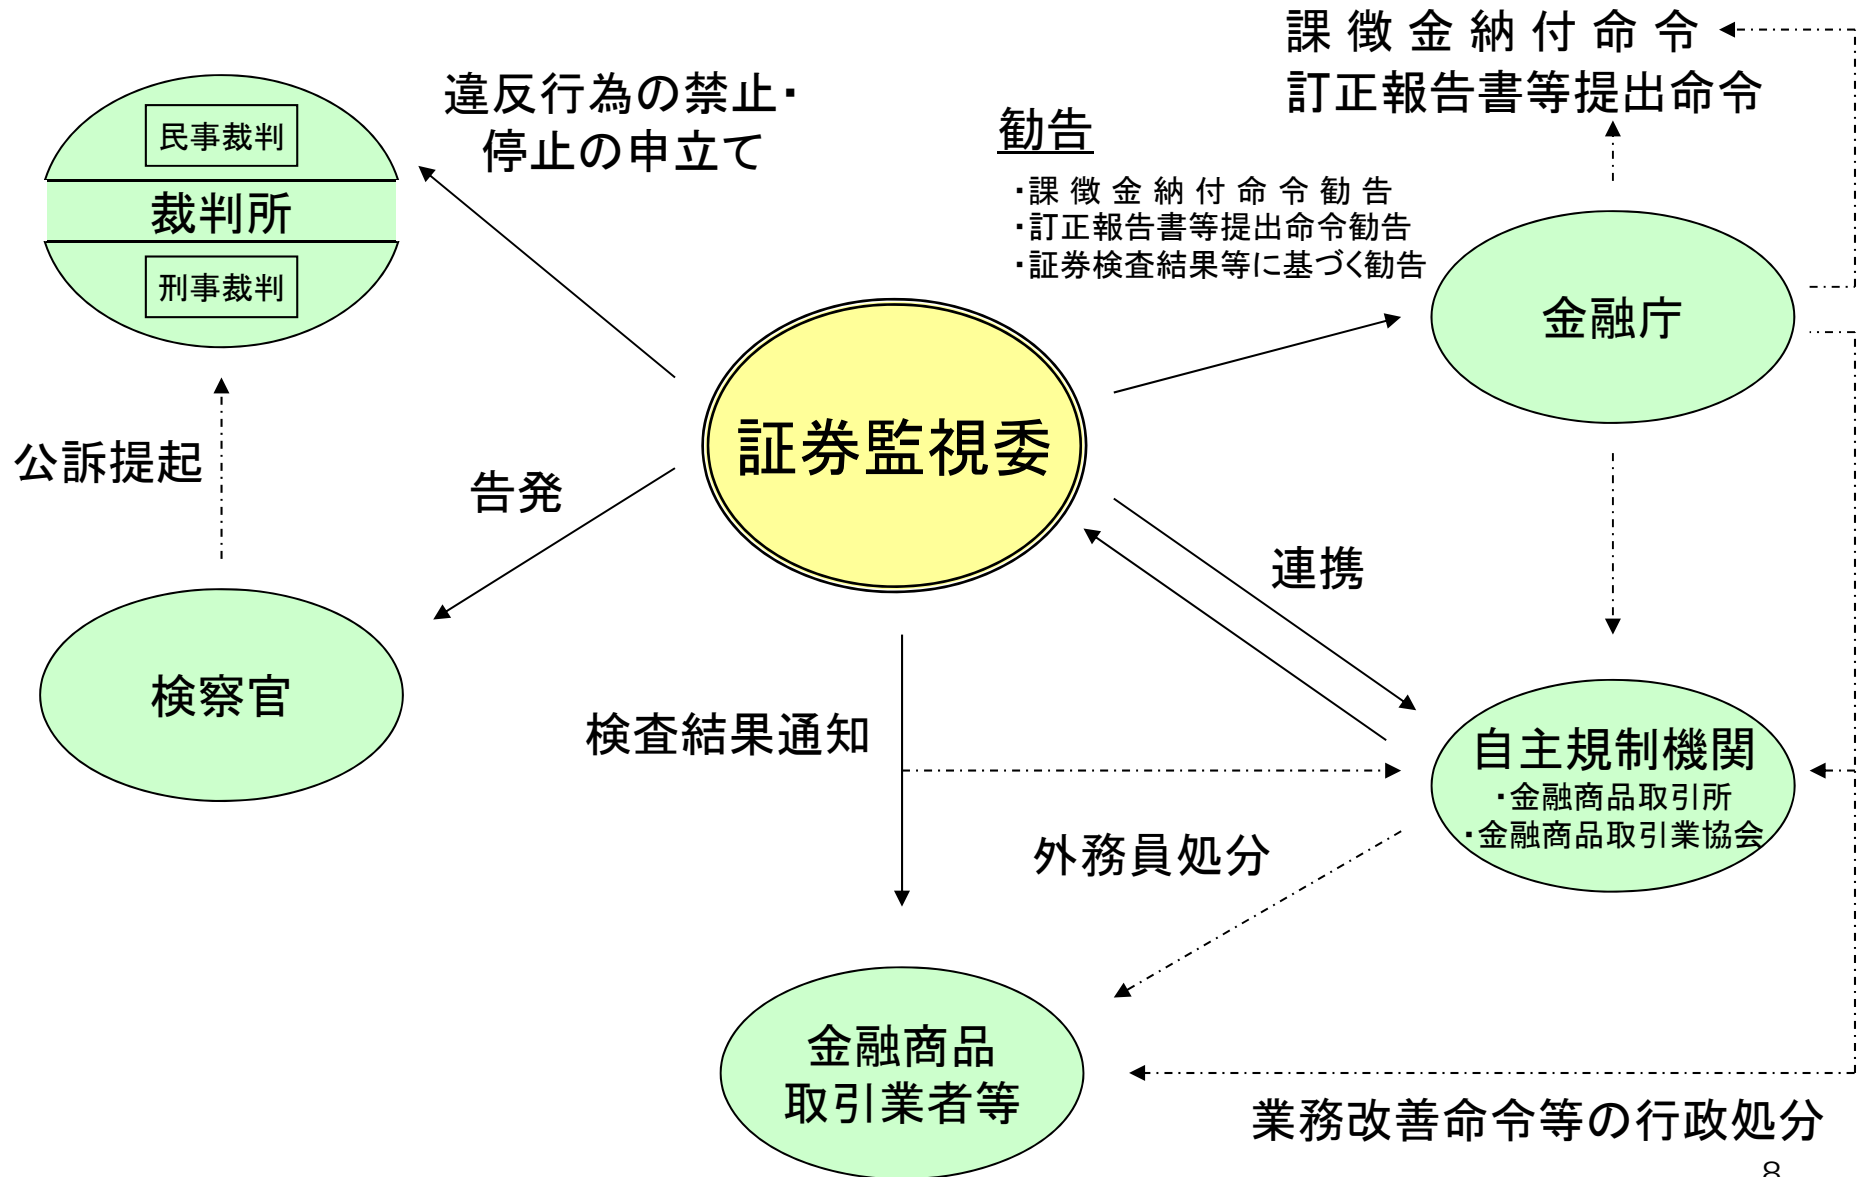 課徴金納付命令
訂正報告書等提出命令
違反行為の禁止・
停止の申立て
勧告
・課徴金納付命令勧告
・訂正報告書等提出命令勧告
・証券検査結果等に基づく勧告
民事裁判
裁判所
刑事裁判
金融庁
証券監視委
公訴提起
告発
連携
検察官
検査結果通知
自主規制機関
・金融商品取引所
・金融商品取引業協会
外務員処分
金融商品
取引業者等
業務改善命令等の行政処分
8